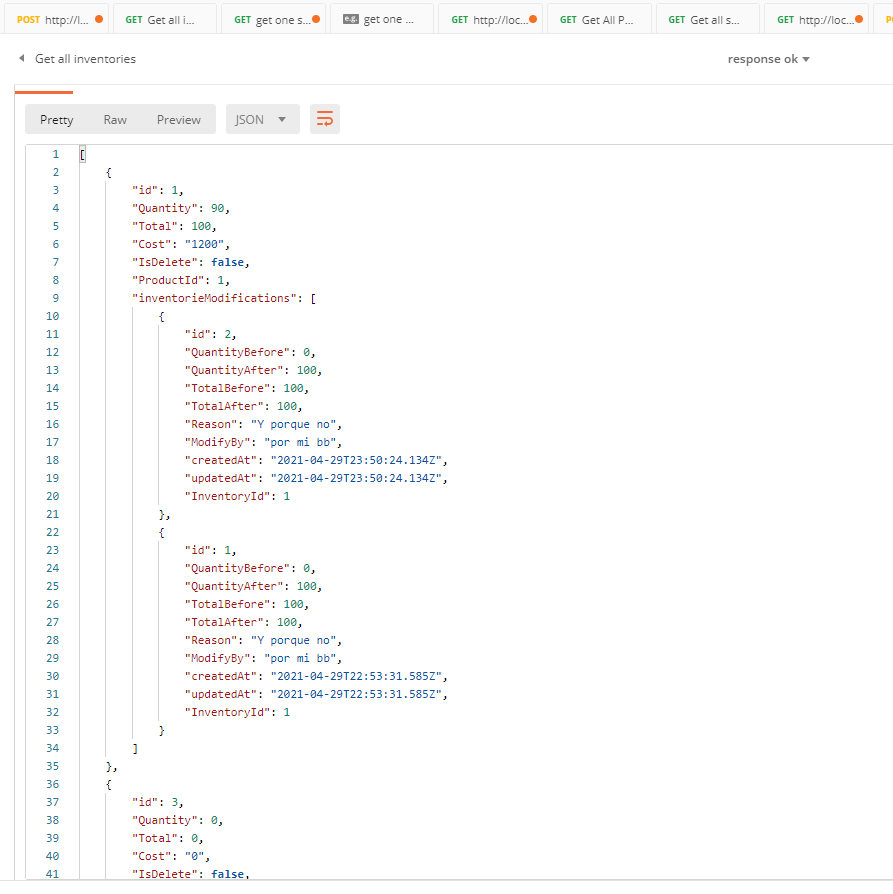 POST http://l...
GET Get all i...
GET get one s...
e.g. get one ...
GET http://loc...
GET Get All P...
GET Get all s...
GET http://loc...
Get all inventories
response ok
Pretty Raw Preview JSON
1 [
2 {
3 "id": 1,
4 "Quantity": 90,
5 "Total": 100,
6 "Cost": "1200",
7 "IsDelete": false,
8 "ProductId": 1,
9 "inventorieModifications": [
10 {
11 "id": 2,
12 "QuantityBefore": 0,
13 "QuantityAfter": 100,
14 "TotalBefore": 100,
15 "TotalAfter": 100,
16 "Reason": "Y porque no",
17 "ModifyBy": "por mi bb",
18 "createdAt": "2021-04-29T23:50:24.134Z",
19 "updatedAt": "2021-04-29T23:50:24.134Z",
20 "InventoryId": 1
21 },
22 {
23 "id": 1,
24 "QuantityBefore": 0,
25 "QuantityAfter": 100,
26 "TotalBefore": 100,
27 "TotalAfter": 100,
28 "Reason": "Y porque no",
29 "ModifyBy": "por mi bb",
30 "createdAt": "2021-04-29T22:53:31.585Z",
31 "updatedAt": "2021-04-29T22:53:31.585Z",
32 "InventoryId": 1
33 }
34 ]
35 },
36 {
37 "id": 3,
38 "Quantity": 0,
39 "Total": 0,
40 "Cost": "0",
41 "IsDelete": false,